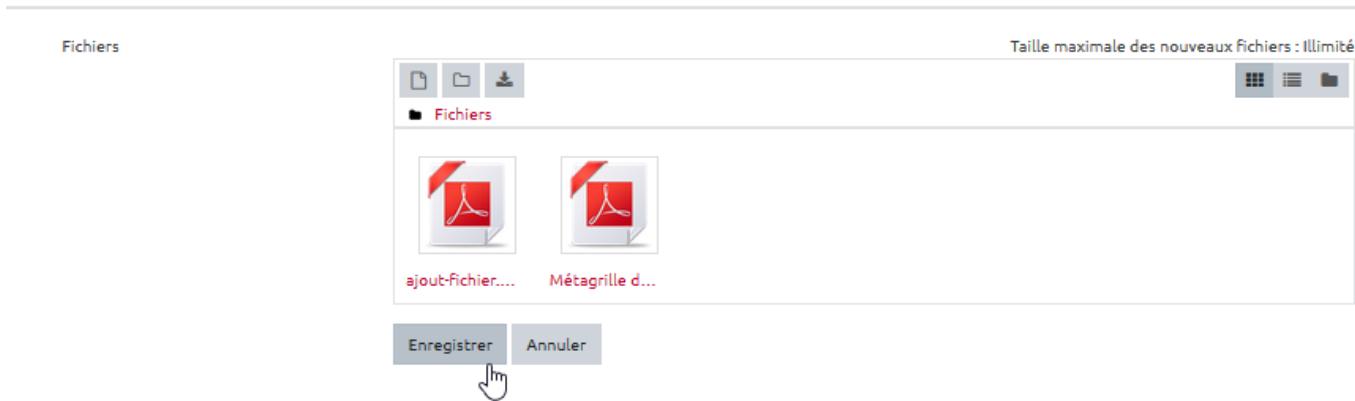 Fichiers
Taille maximale des nouveaux fichiers : Illimité
Fichiers
ajout-fichier....
Métagrille d...
Enregistrer
Annuler